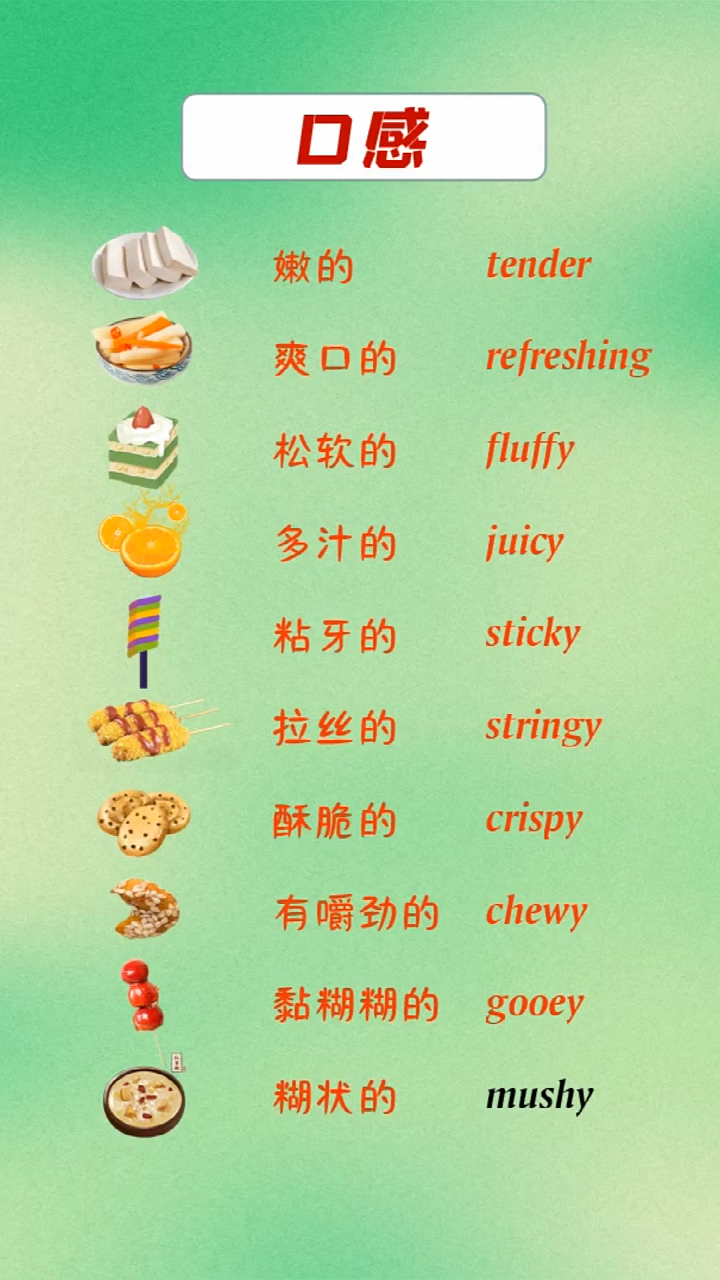 口感
嫩的 tender
爽口的 refreshing
松软的 fluffy
多汁的 juicy
粘牙的 sticky
拉丝的 stringy
酥脆的 crispy
有嚼劲的 chewy
黏糊糊的 gooey
糊状的 mushy